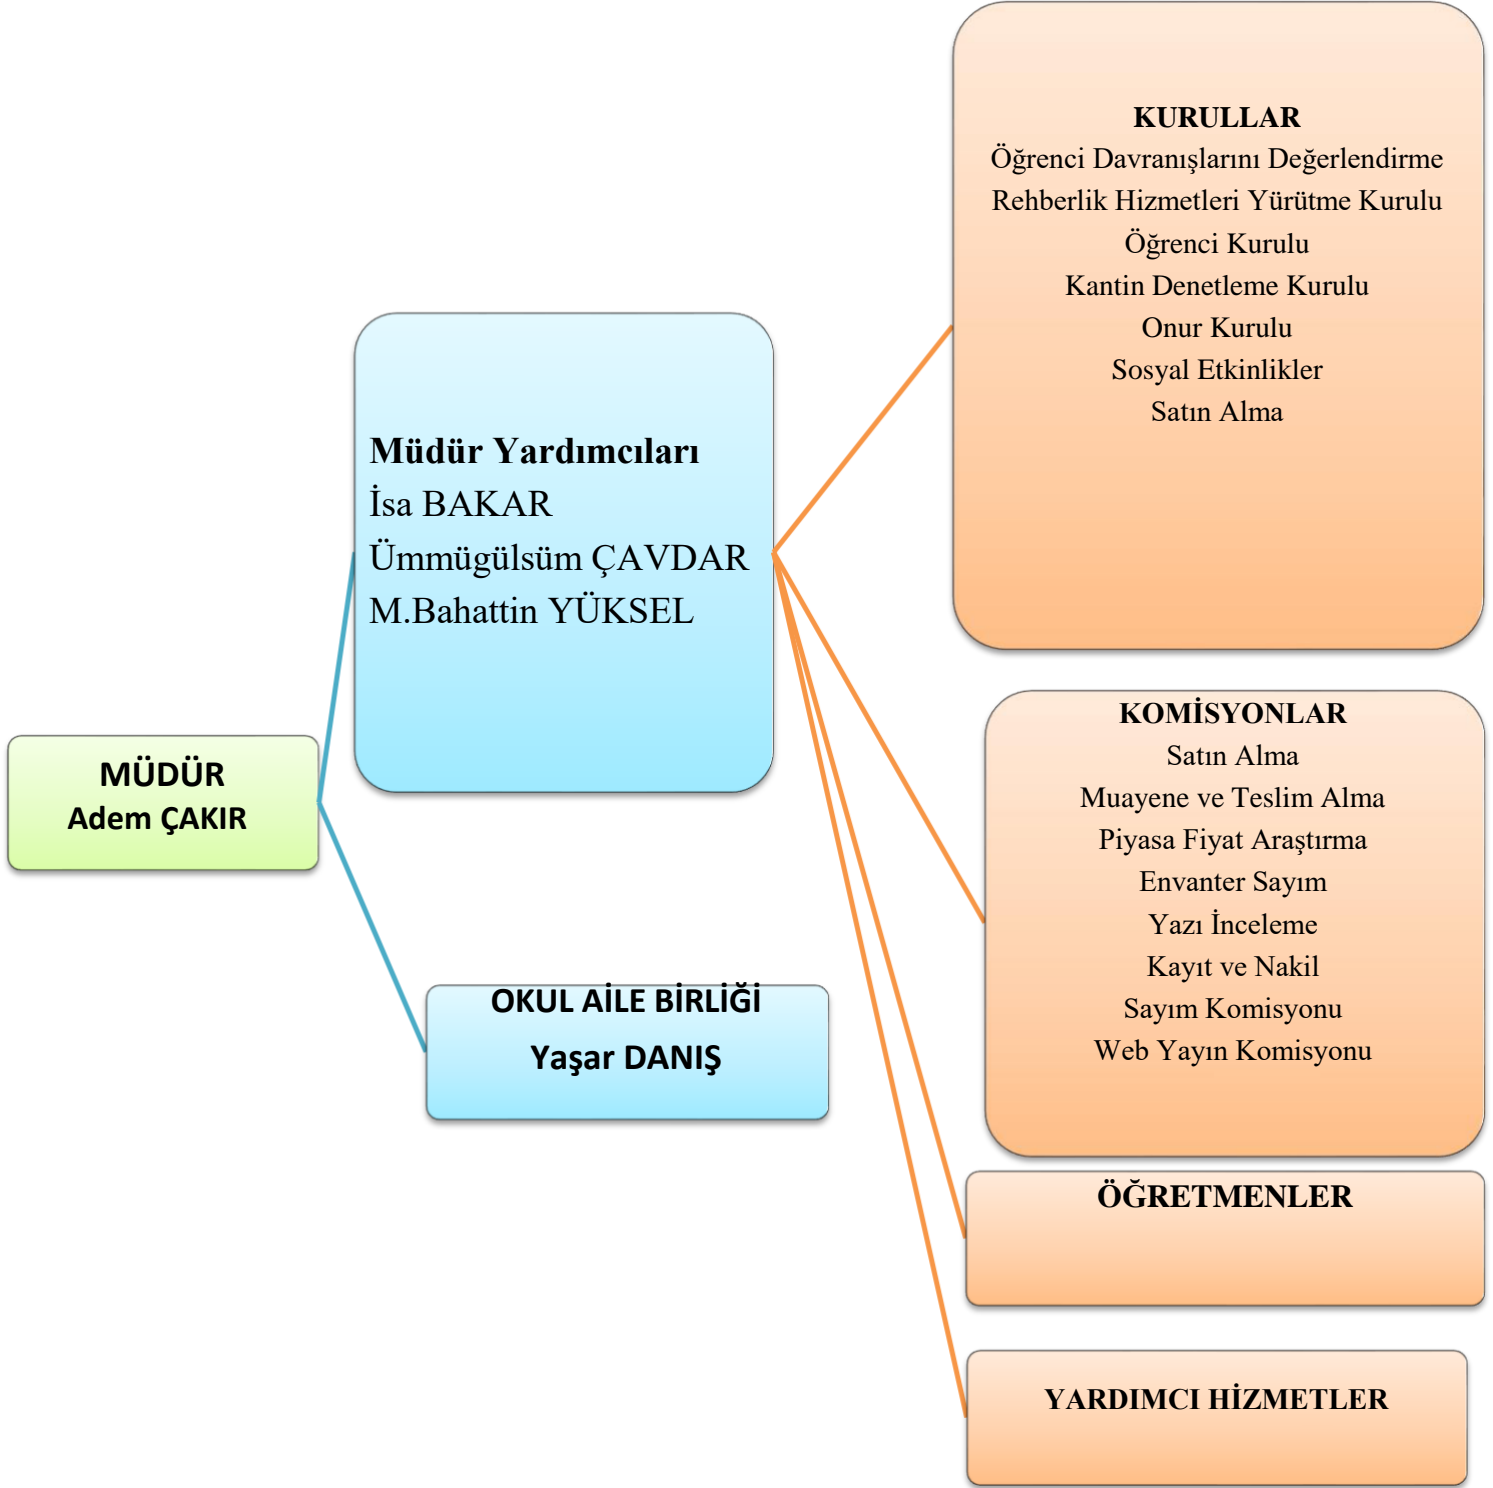 MÜDÜR
Adem ÇAKIR
Müdür Yardımcıları
İsa BAKAR
Ümmügülsüm ÇAVDAR
M.Bahattin YÜKSEL
OKUL AİLE BİRLİĞİ
Yaşar DANIŞ
KURULLAR
Öğrenci Davranışlarını Değerlendirme
Rehberlik Hizmetleri Yürütme Kurulu
Öğrenci Kurulu
Kantin Denetleme Kurulu
Onur Kurulu
Sosyal Etkinlikler
Satın Alma
KOMİSYONLAR
Satın Alma
Muayene ve Teslim Alma
Piyasa Fiyat Araştırma
Envanter Sayım
Yazı İnceleme
Kayıt ve Nakil
Sayım Komisyonu
Web Yayın Komisyonu
ÖĞRETMENLER
YARDIMCI HİZMETLER